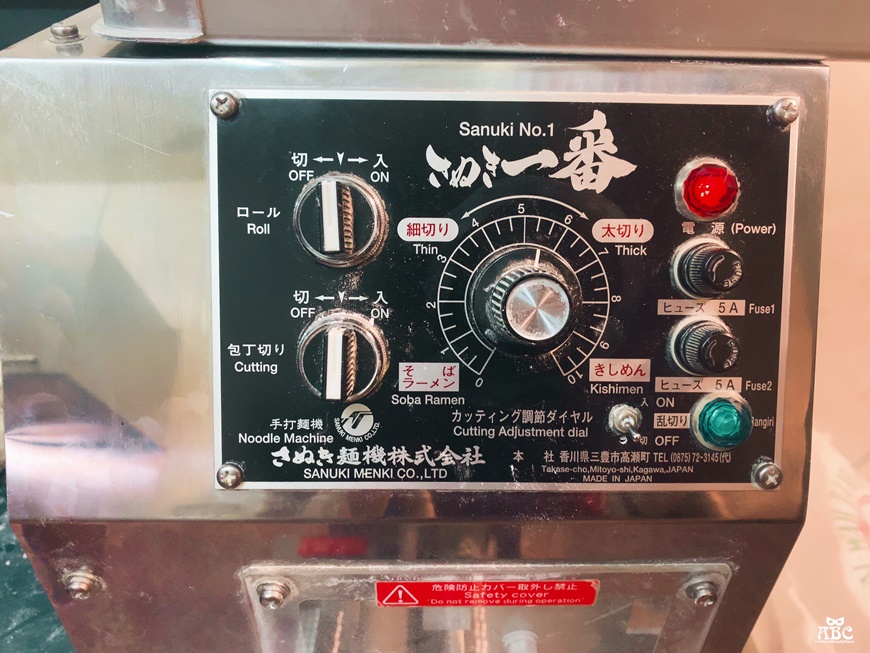 Sanuki No.1
さぬき一番
切 ← → 入
OFF ON
ロール
Roll
細切り
Thin
太切り
Thick
0 1 2 3 4 5 6 7 8 9 10
電 源 (Power)
ヒューズ 5A Fuse1
切 ← → 入
OFF ON
包丁切り
Cutting
そば
ラーメン
Soba Ramen
きしめん
Kishimen
ヒューズ 5A Fuse2
カッティング調節ダイヤル
Cutting Adjustment dial
入 ON
乱切り Rangiri
切 OFF
手打麺機
Noodle Machine
SANUKI MENKI CO.,LTD.
さぬき麺機株式会社
SANUKI MENKI CO.,LTD
本 社 香川県三豊市高瀬町 TEL (0875)72-3145(代)
Takase-cho,Mitoyo-shi,Kagawa,JAPAN
MADE IN JAPAN
危険防止カバー取外し禁止
Safety cover
"Do not remove during operation"
ABC